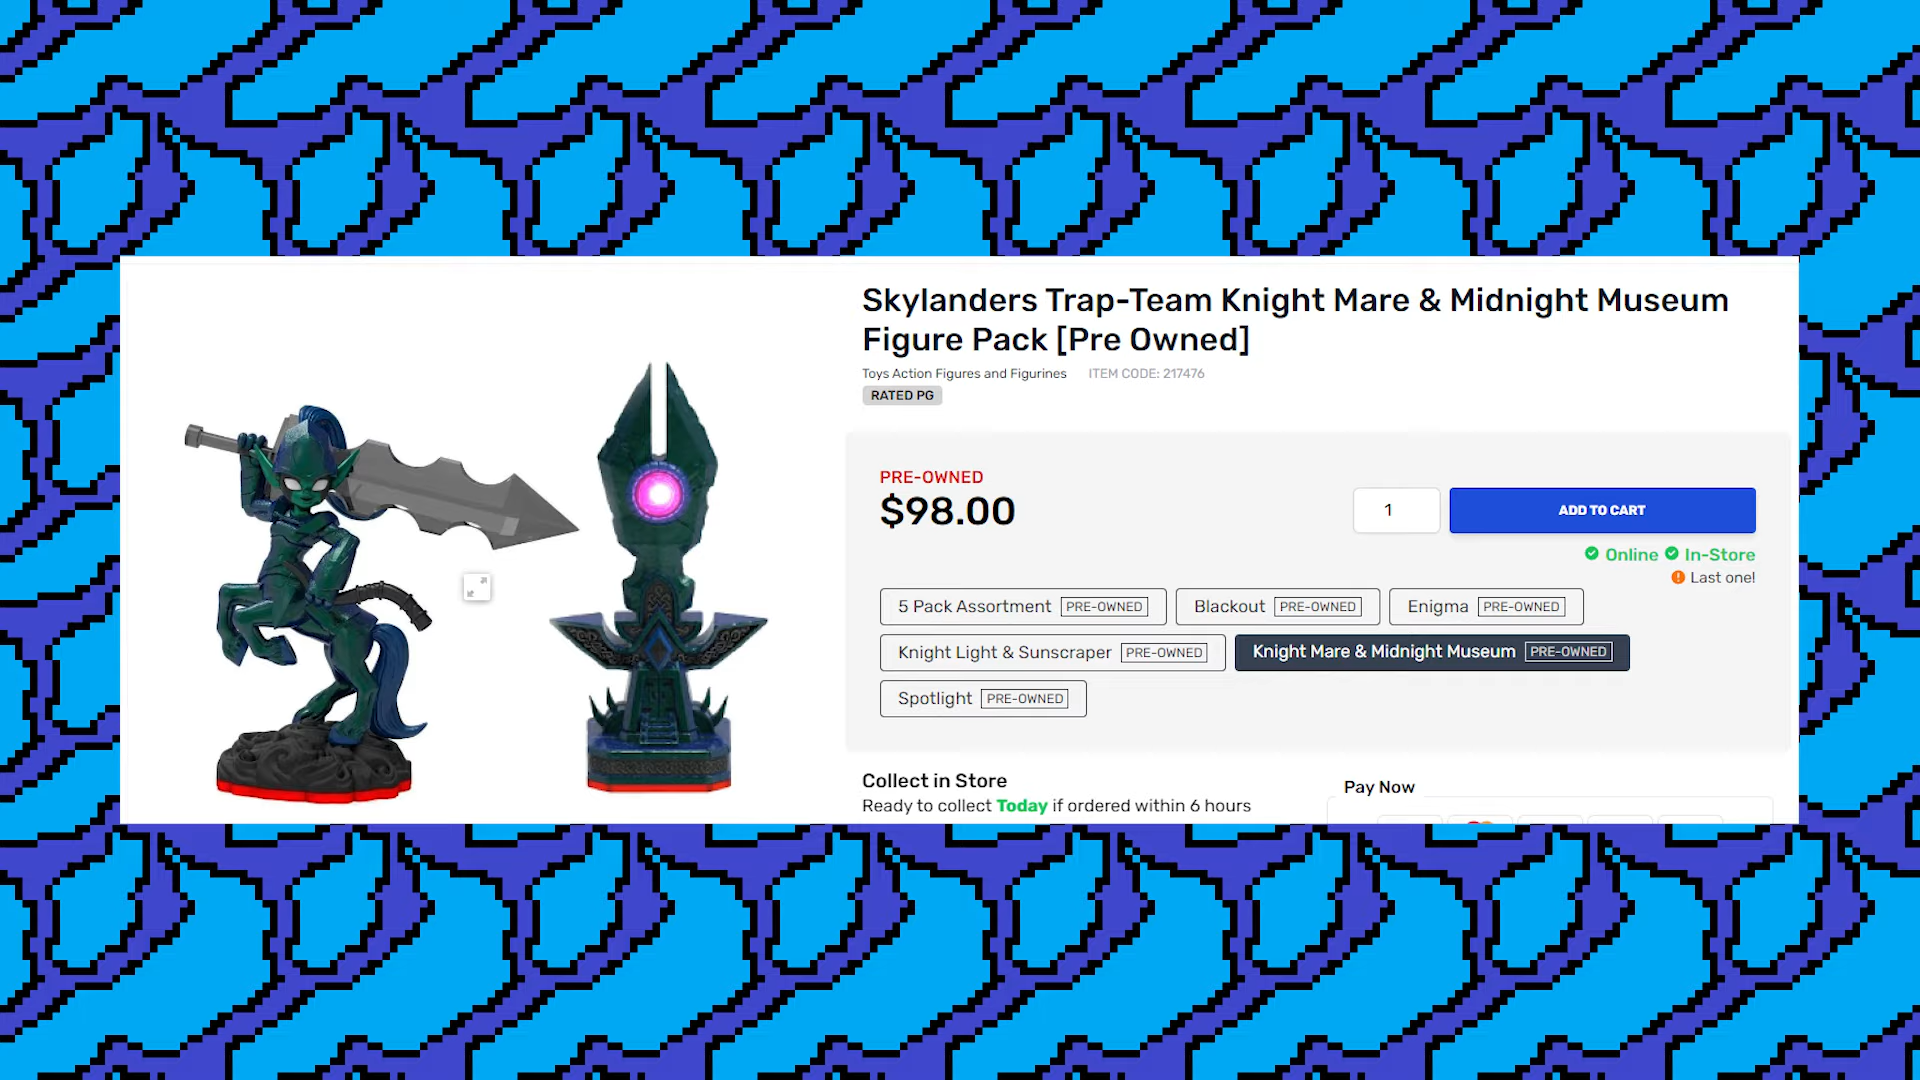 Skylanders Trap-Team Knight Mare & Midnight Museum
Figure Pack [Pre Owned]
Toys Action Figures and Figurines ITEM CODE: 217476
RATED PG
PRE-OWNED
$98.00
1
ADD TO CART
Online In-Store
Last one!
5 Pack Assortment PRE-OWNED Blackout PRE-OWNED Enigma PRE-OWNED
Knight Light & Sunscraper PRE-OWNED Knight Mare & Midnight Museum PRE-OWNED
Spotlight PRE-OWNED
Collect in Store
Ready to collect Today if ordered within 6 hours
Pay Now